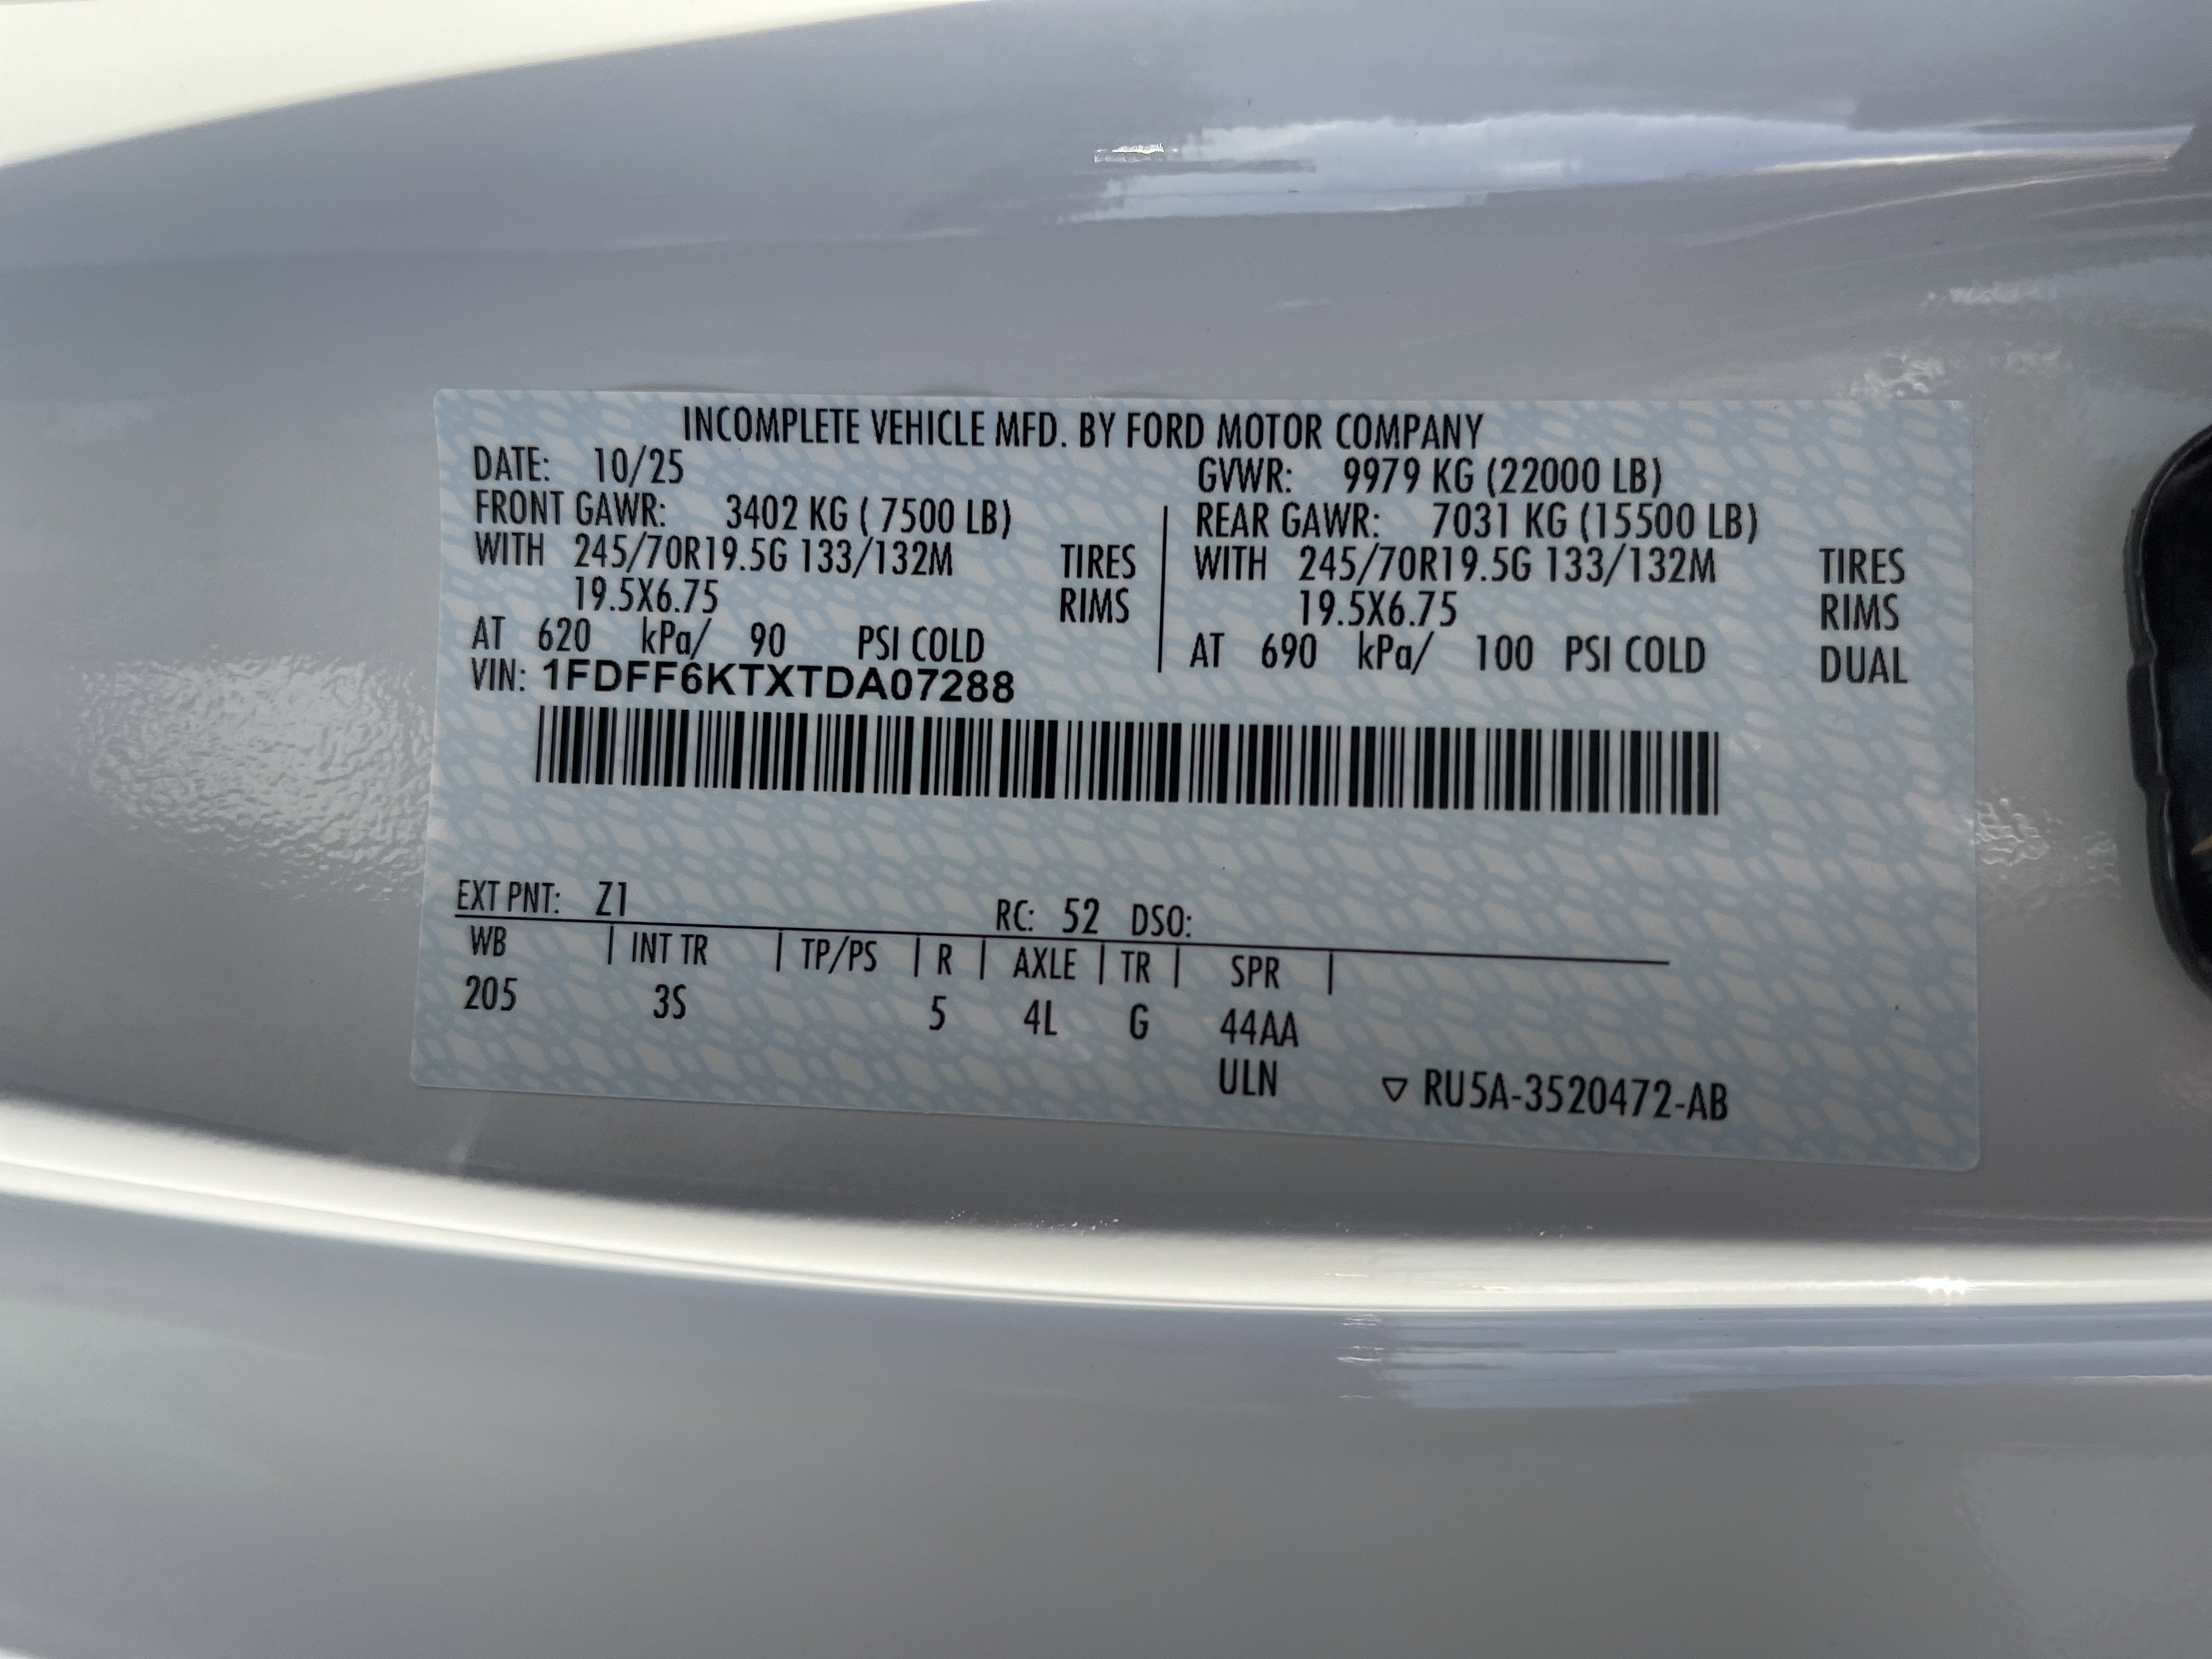 INCOMPLETE VEHICLE MFD. BY FORD MOTOR COMPANY
DATE: 10/25 GVWR: 9979 KG (22000 LB)
FRONT GAWR: 3402 KG ( 7500 LB) REAR GAWR: 7031 KG (15500 LB)
WITH 245/70R19.5G 133/132M TIRES WITH 245/70R19.5G 133/132M TIRES
19.5X6.75 RIMS 19.5X6.75 RIMS
AT 620 kPa/ 90 PSI COLD AT 690 kPa/ 100 PSI COLD DUAL
VIN: 1FDFF6KTXTDA07288
EXT PNT: Z1 RC: 52 DSO:
WB | INT TR | TP/PS | R | AXLE | TR | SPR |
205 3S 5 4L G 44AA
ULN ▽ RU5A-3520472-AB